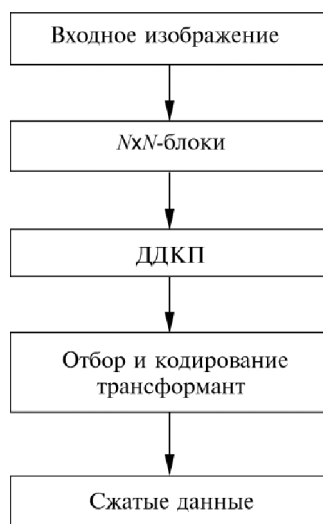 Входное изображение
NxN-блоки
ДДКП
Отбор и кодирование
трансформант
Сжатые данные